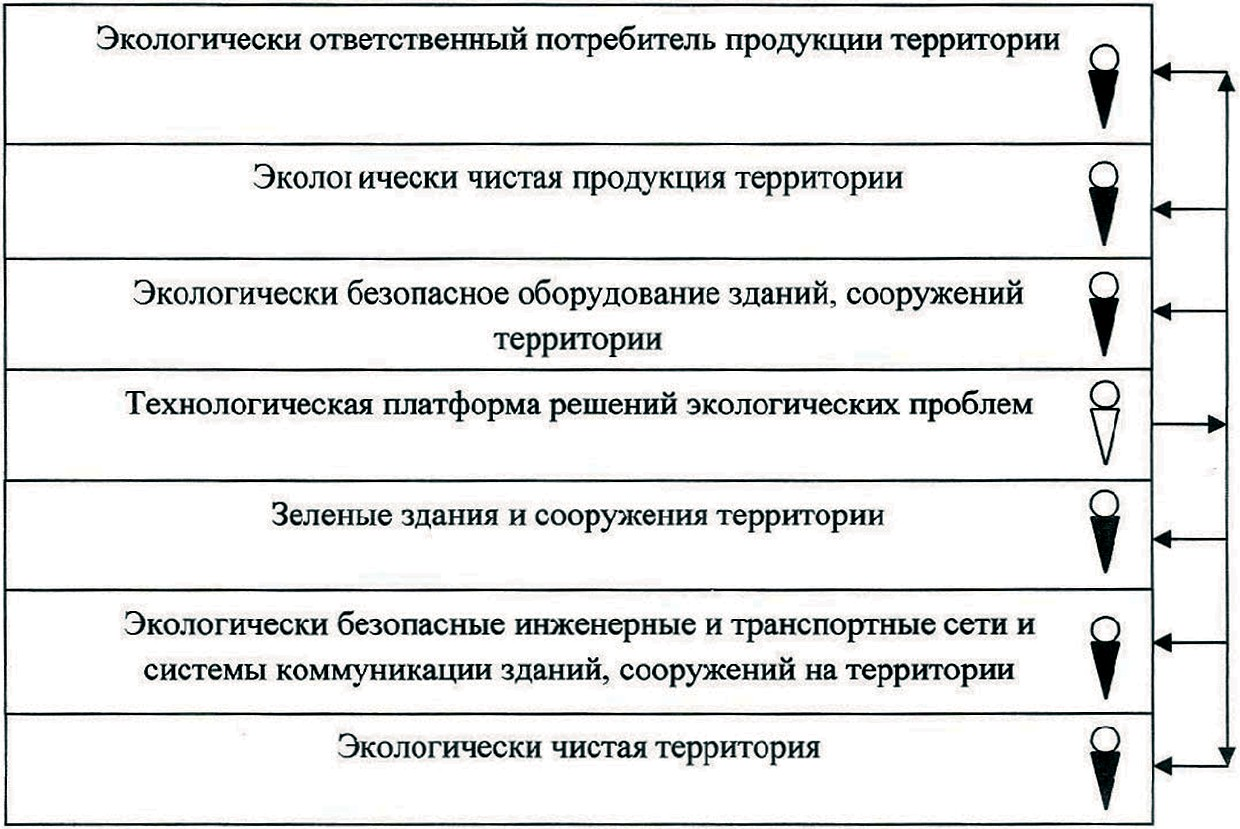 Экологически ответственный потребитель продукции территории
Экологически чистая продукция территории
Экологически безопасное оборудование зданий, сооружений
территории
Технологическая платформа решений экологических проблем
Зеленые здания и сооружения территории
Экологически безопасные инженерные и транспортные сети и
системы коммуникации зданий, сооружений на территории
Экологически чистая территория